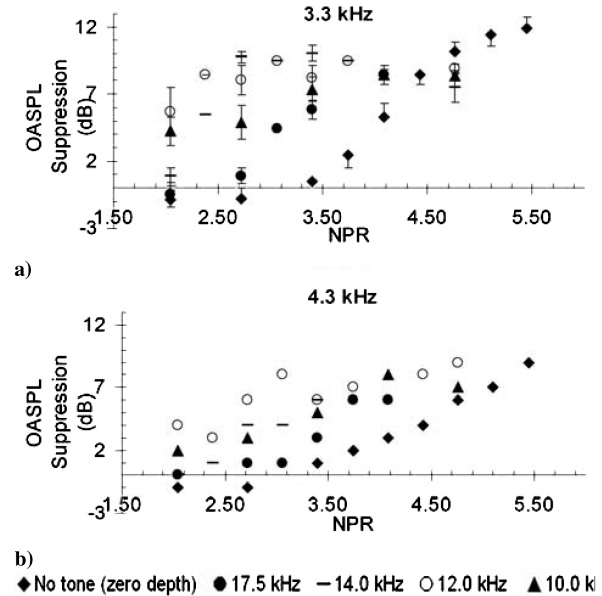 3.3 kHz
12
7
2
-3
OASPL
Suppression
(dB)
1.50 2.50 3.50 4.50 5.50
NPR
a)
4.3 kHz
12
7
2
-3
OASPL
Suppression
(dB)
1.50 2.50 3.50 4.50 5.50
NPR
b)
◆ No tone (zero depth) ● 17.5 kHz – 14.0 kHz ○ 12.0 kHz ▲ 10.0 k